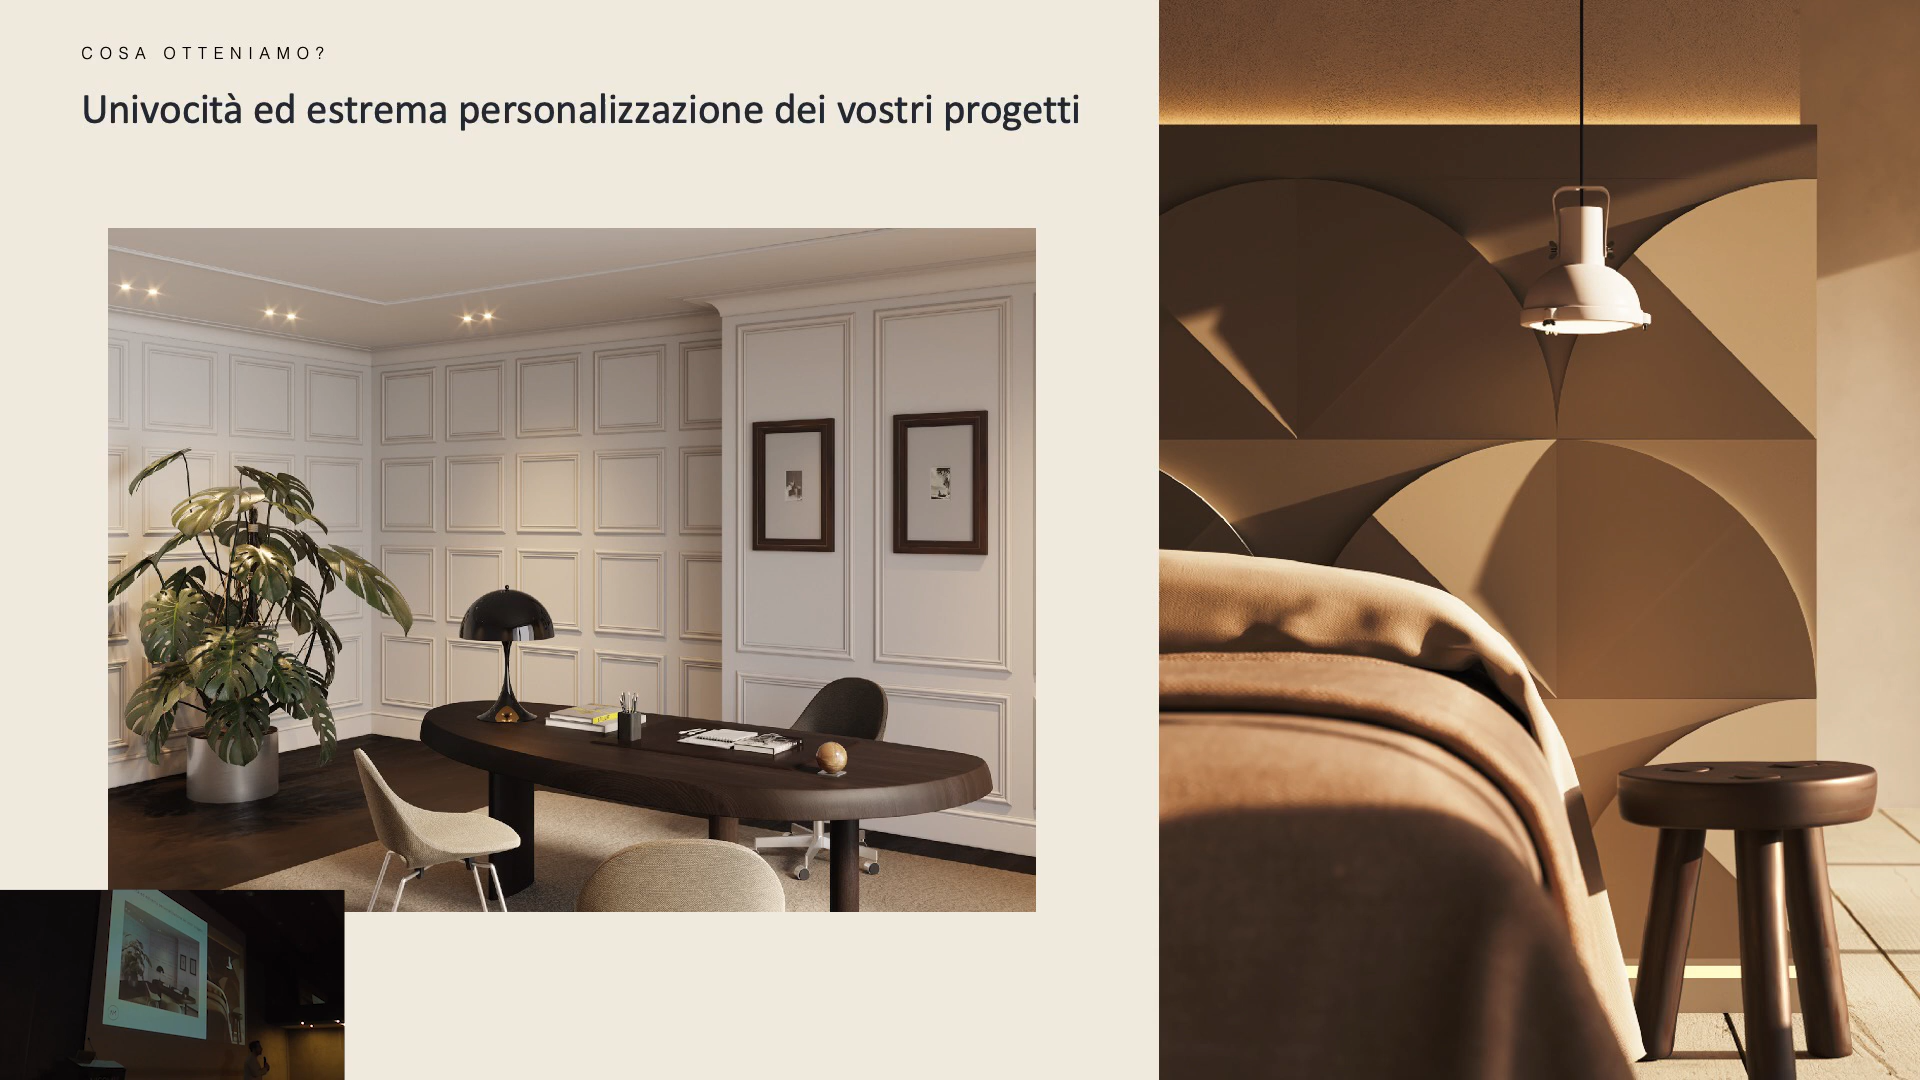 COSA OTTENIAMO?
Univocità ed estrema personalizzazione dei vostri progetti